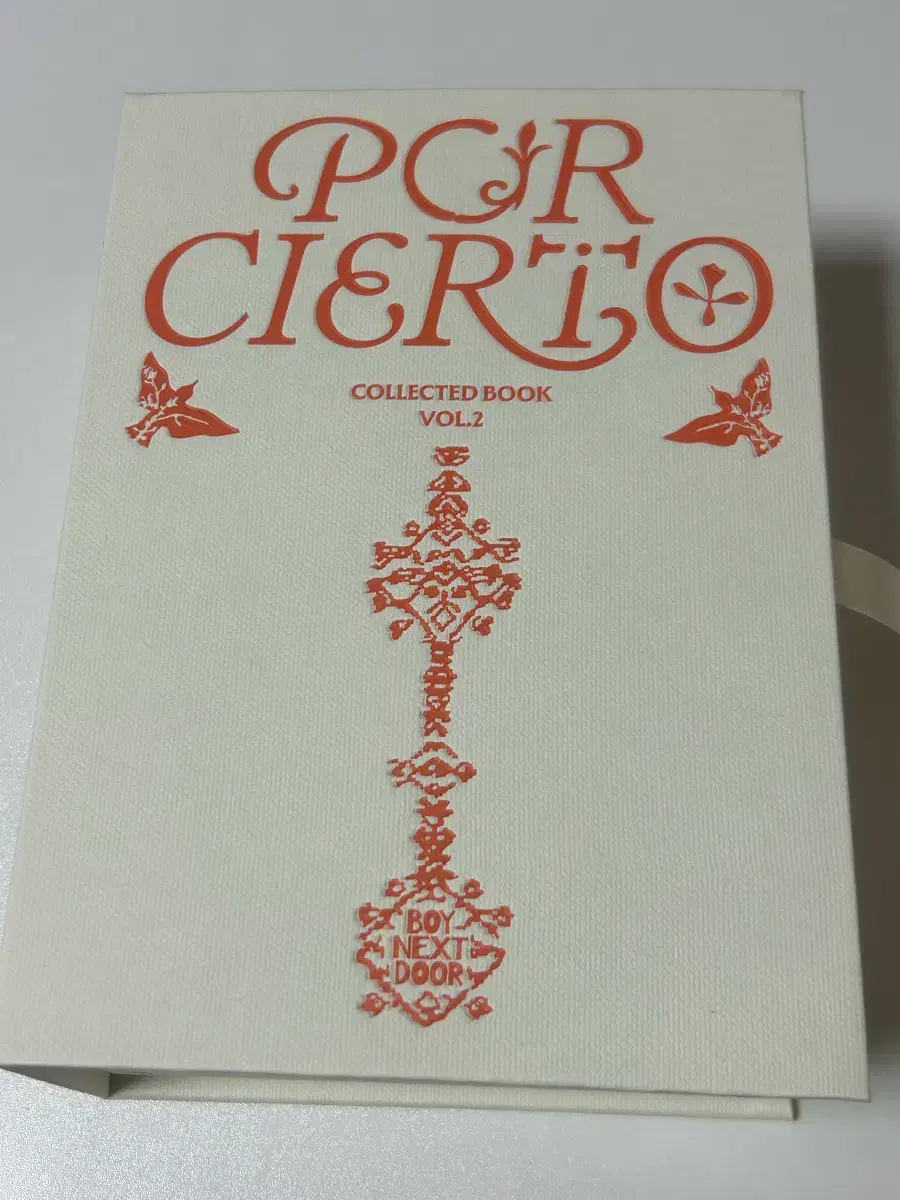 POR
CIERTO
COLLECTED BOOK
VOL.2
BOY
NEXT
DOOR